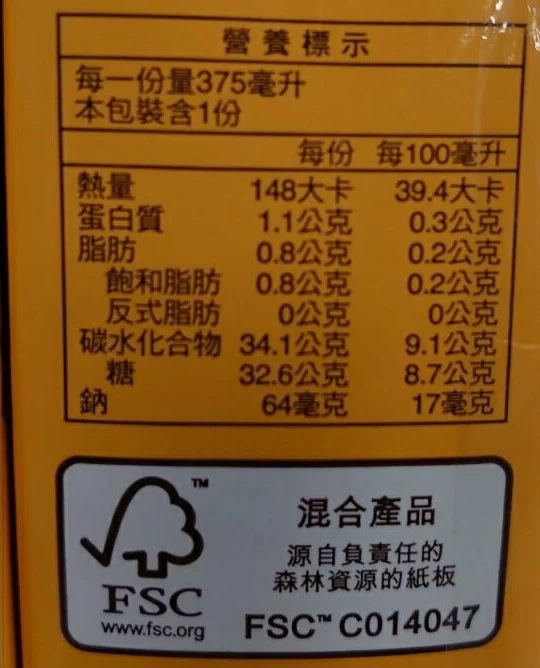 營養標示
每一份量375毫升
本包裝含1份
每份 每100毫升
熱量 148大卡 39.4大卡
蛋白質 1.1公克 0.3公克
脂肪 0.8公克 0.2公克
飽和脂肪 0.8公克 0.2公克
反式脂肪 0公克 0公克
碳水化合物 34.1公克 9.1公克
糖 32.6公克 8.7公克
鈉 64毫克 17毫克
TM
混合產品
源自負責任的
森林資源的紙板
FSC
www.fsc.org
FSC™ C014047